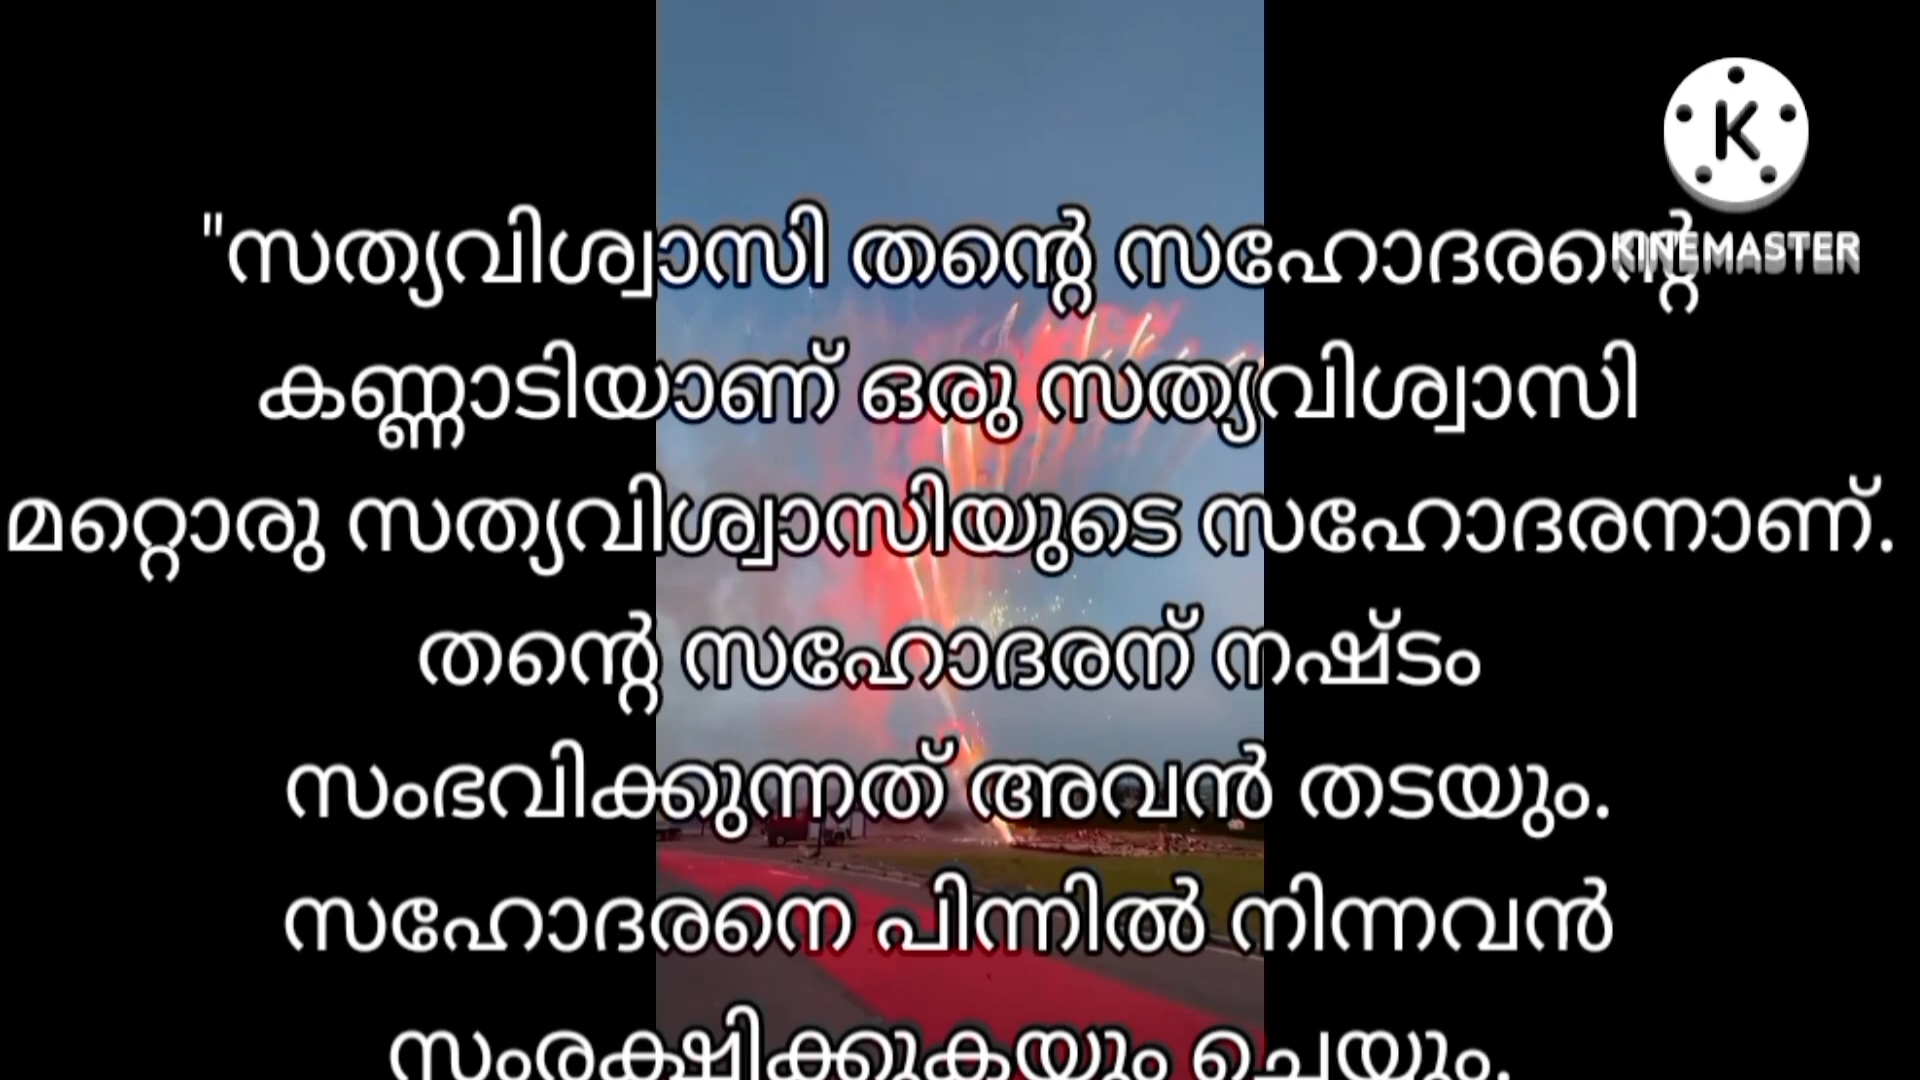 "സത്യവിശ്വാസി തന്റെ സഹോദരന്റെ
കണ്ണാടിയാണ് ഒരു സത്യവിശ്വാസി
മറ്റൊരു സത്യവിശ്വാസിയുടെ സഹോദരനാണ്.
തന്റെ സഹോദരന് നഷ്ടം
സംഭവിക്കുന്നത് അവൻ തടയും.
സഹോദരനെ പിന്നിൽ നിന്നവൻ
സംരക്ഷിക്കുകയും ചെയ്യും.
K
KINEMASTER